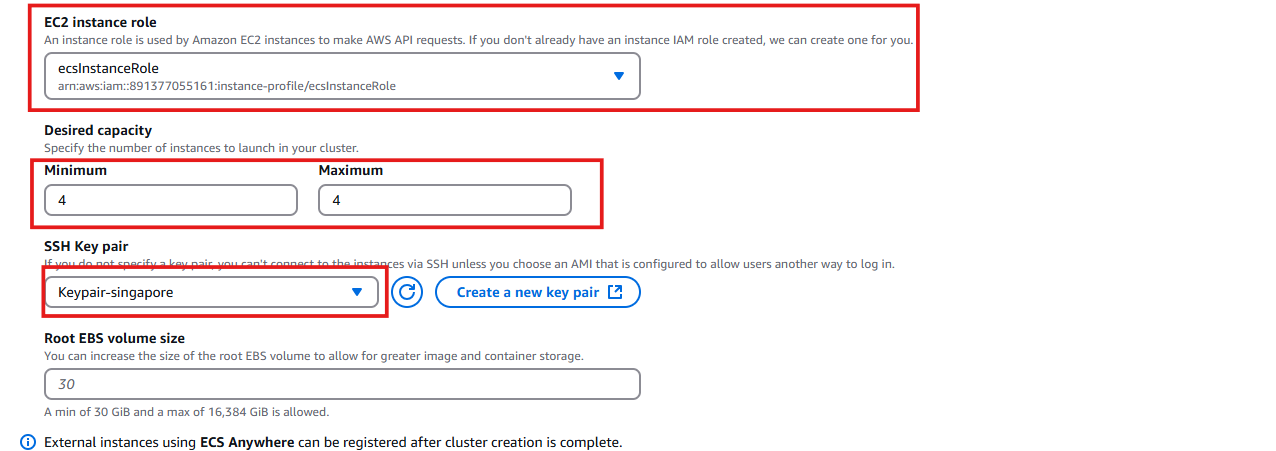 EC2 instance role
An instance role is used by Amazon EC2 instances to make AWS API requests. If you don't already have an instance IAM role created, we can create one for you.
ecsInstanceRole
arn:aws:iam::891377055161:instance-profile/ecsInstanceRole
Desired capacity
Specify the number of instances to launch in your cluster.
Minimum Maximum
4 4
SSH Key pair
If you do not specify a key pair, you can't connect to the instances via SSH unless you choose an AMI that is configured to allow users another way to log in.
Keypair-singapore Create a new key pair
Root EBS volume size
You can increase the size of the root EBS volume to allow for greater image and container storage.
30
A min of 30 GiB and a max of 16,384 GiB is allowed.
External instances using ECS Anywhere can be registered after cluster creation is complete.